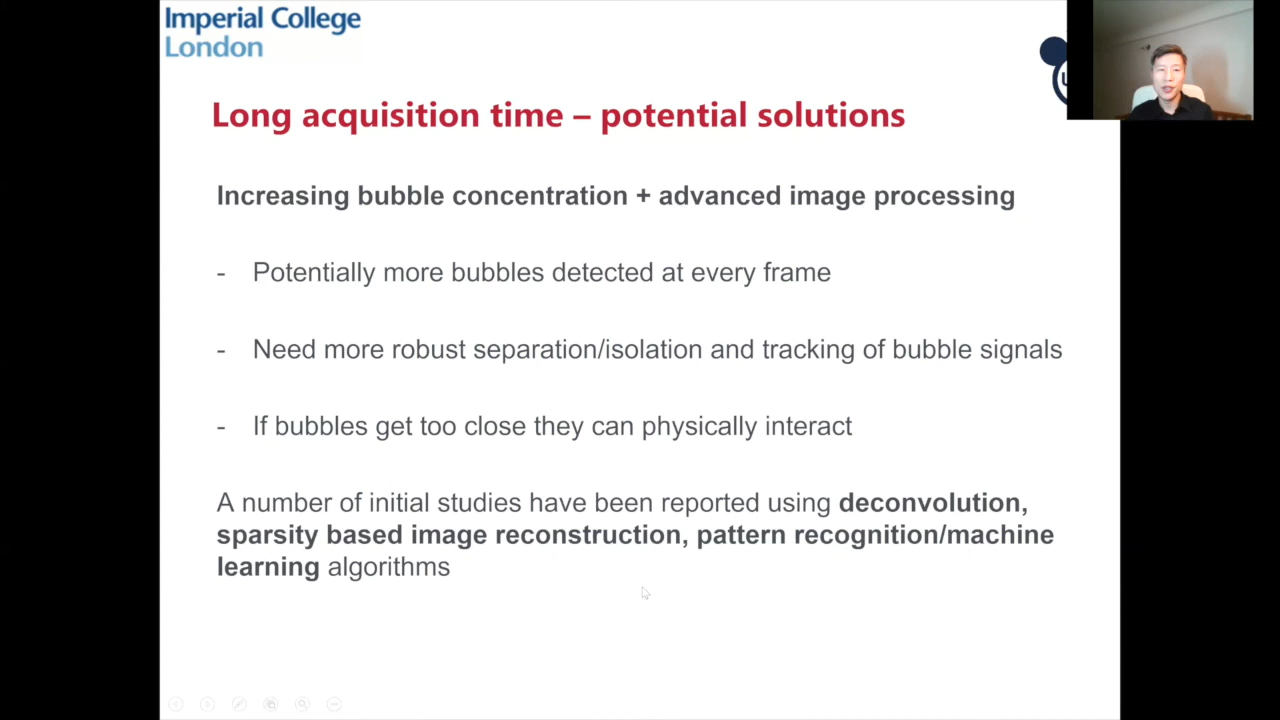 Imperial College
London
Long acquisition time – potential solutions
Increasing bubble concentration + advanced image processing
- Potentially more bubbles detected at every frame
- Need more robust separation/isolation and tracking of bubble signals
- If bubbles get too close they can physically interact
A number of initial studies have been reported using deconvolution,
sparsity based image reconstruction, pattern recognition/machine
learning algorithms